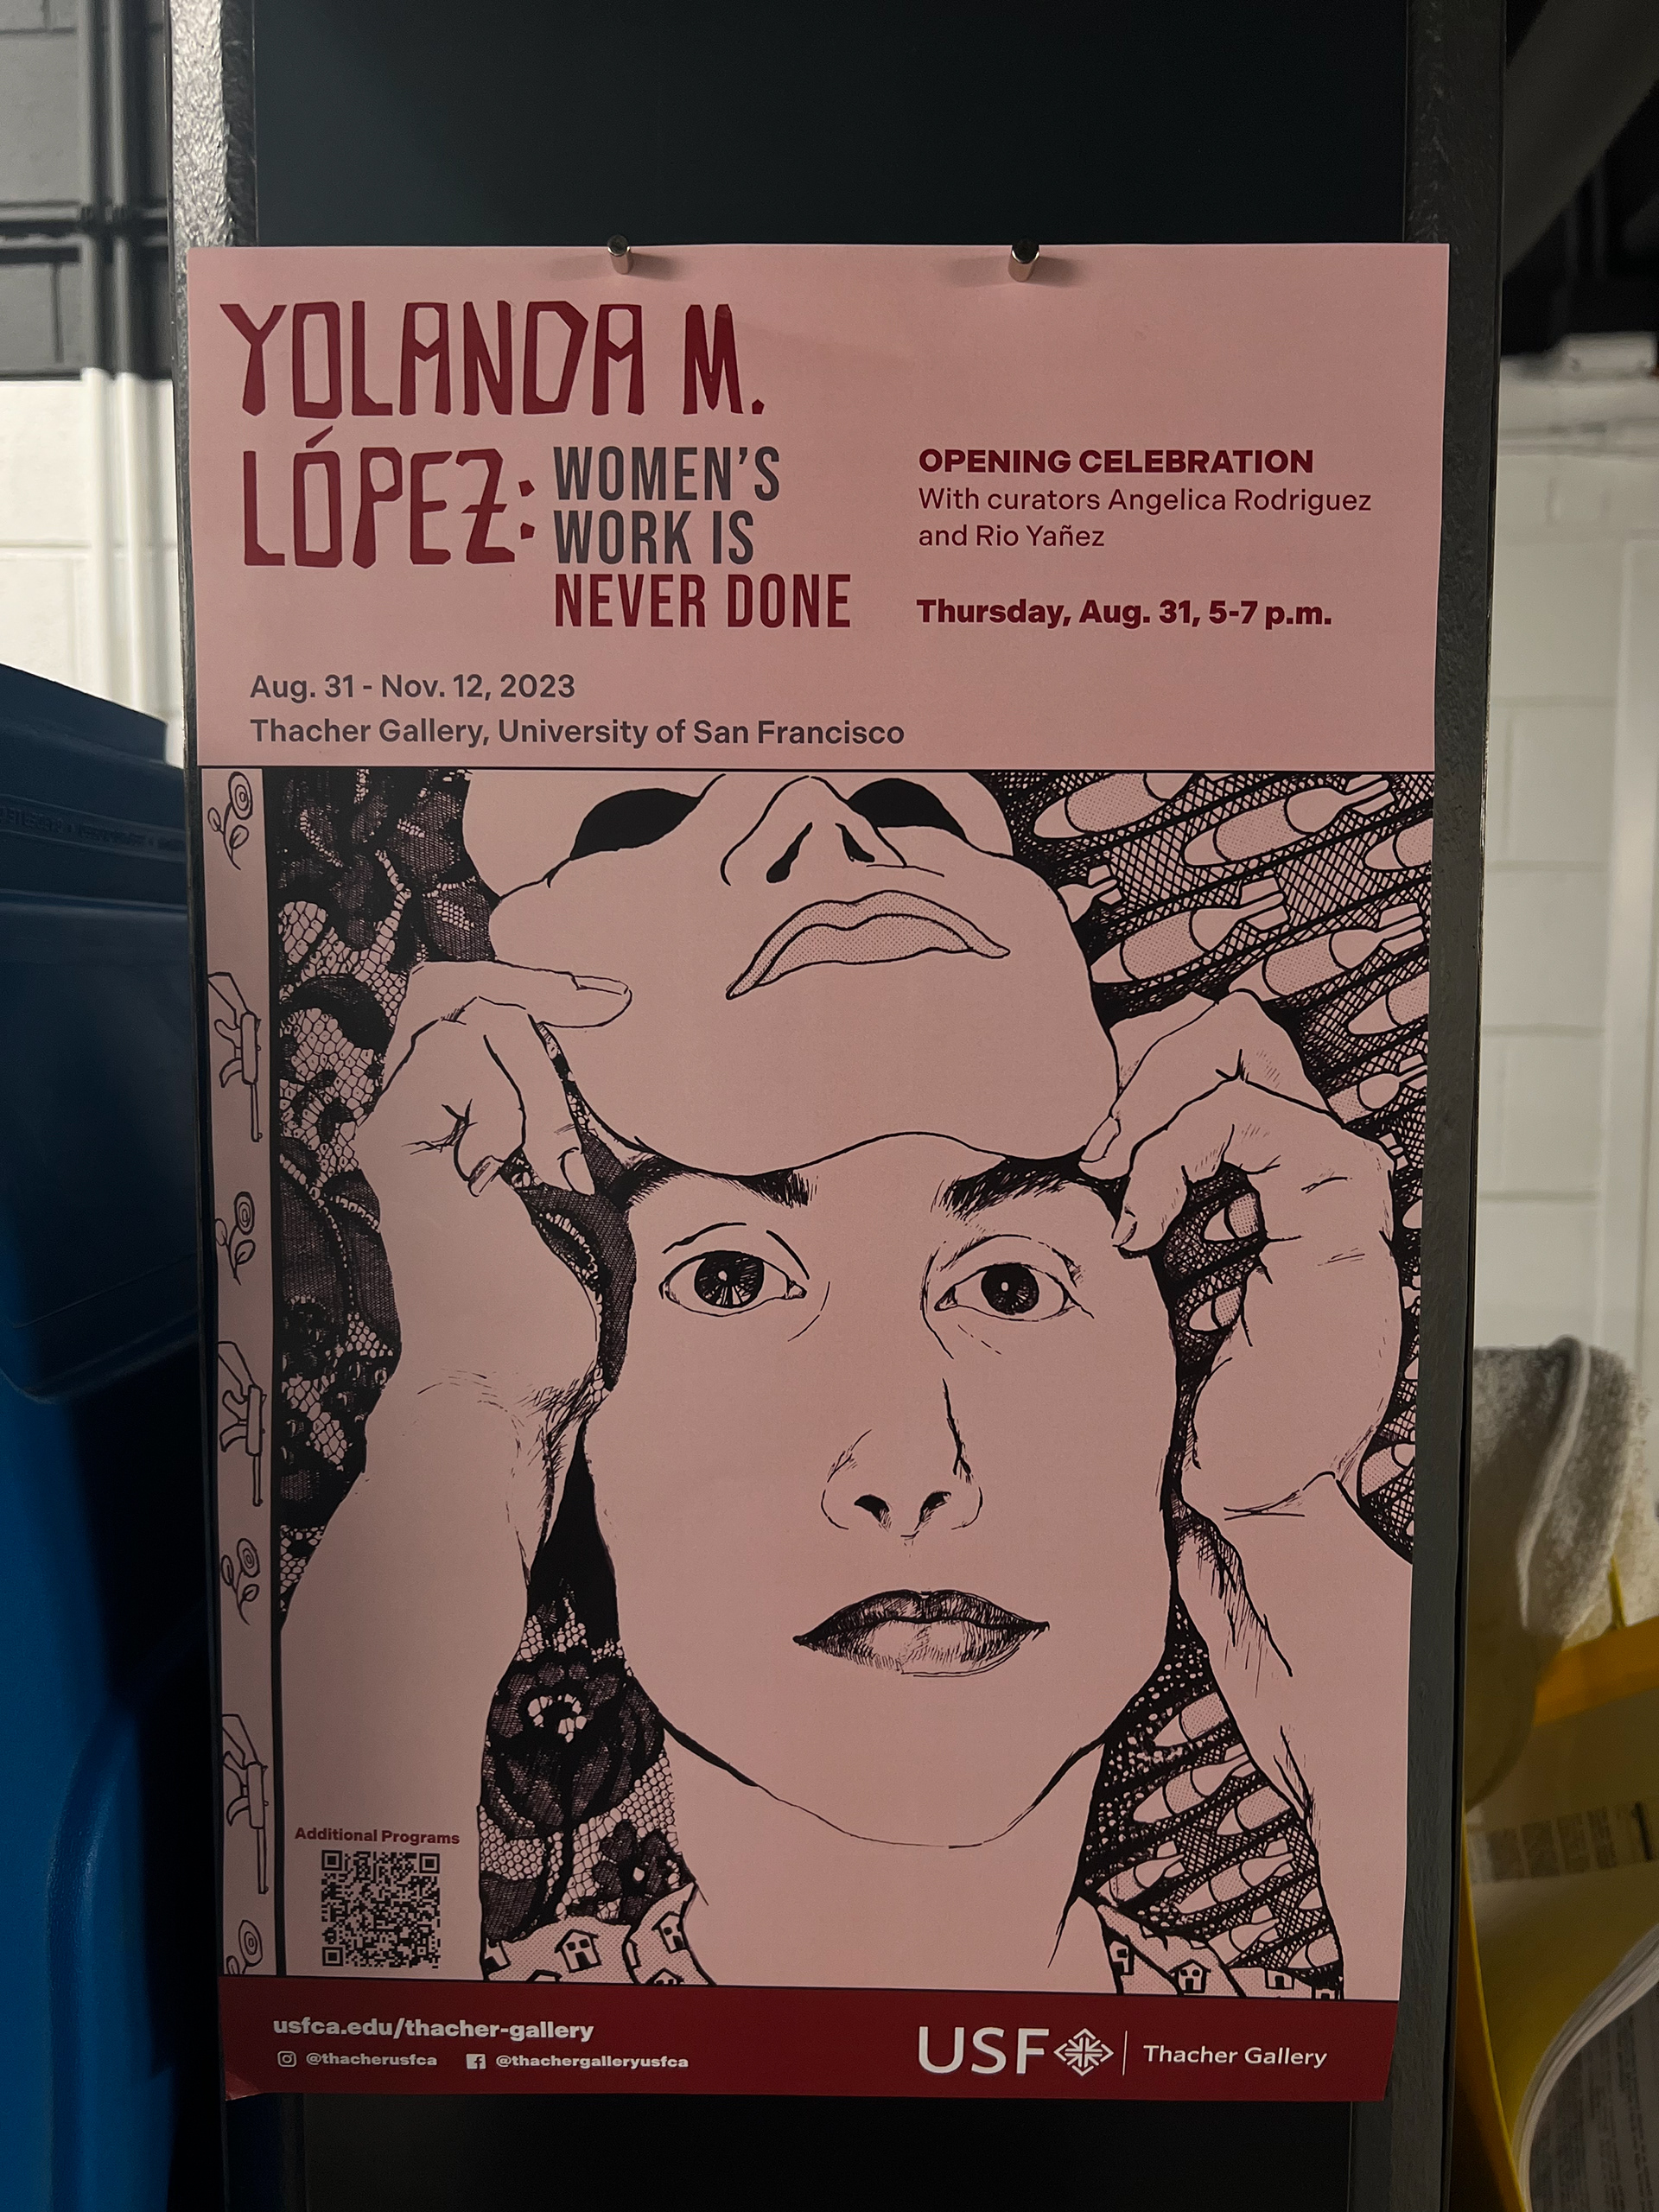 YOLANDA M.
LÓPEZ:
WOMEN'S
WORK IS
NEVER DONE
OPENING CELEBRATION
With curators Angelica Rodriguez
and Rio Yañez
Thursday, Aug. 31, 5-7 p.m.
Aug. 31 - Nov. 12, 2023
Thacher Gallery, University of San Francisco
Additional Programs
usfca.edu/thacher-gallery
@thacherusfca @thachergalleryusfca
USF Thacher Gallery